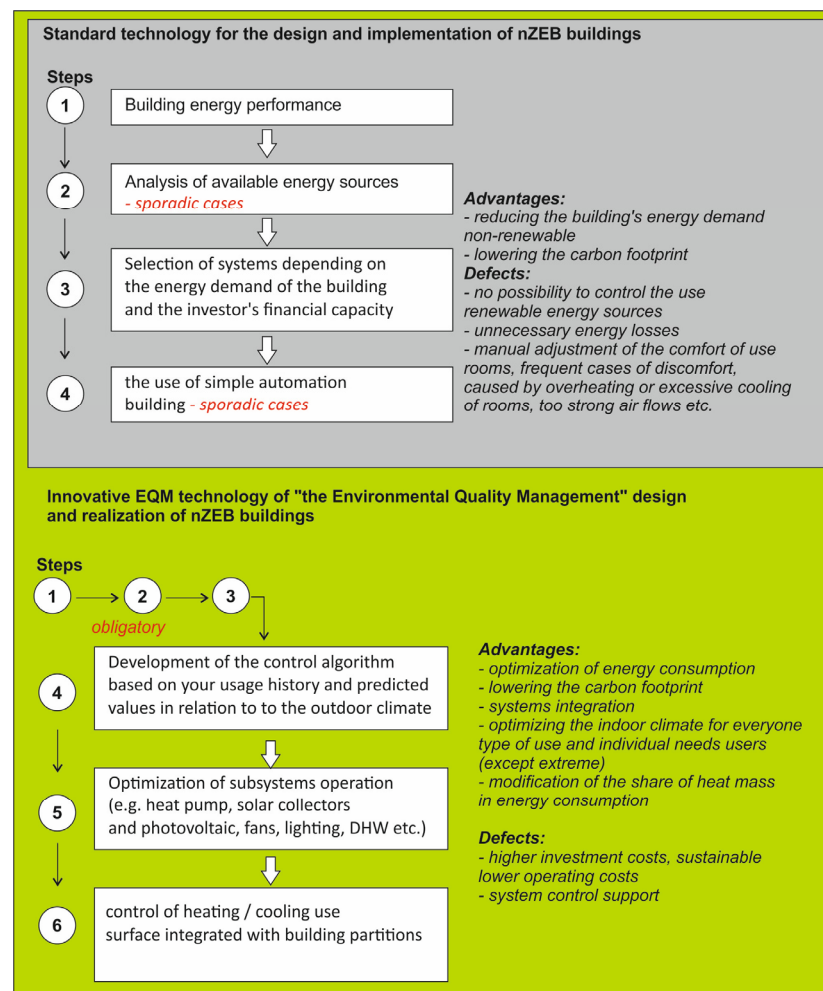 Standard technology for the design and implementation of nZEB buildings
Steps
1
Building energy performance
2
Analysis of available energy sources
- sporadic cases
3
Selection of systems depending on
the energy demand of the building
and the investor's financial capacity
4
the use of simple automation
building - sporadic cases
Advantages:
- reducing the building's energy demand
non-renewable
- lowering the carbon footprint
Defects:
- no possibility to control the use
renewable energy sources
- unnecessary energy losses
- manual adjustment of the comfort of use
rooms, frequent cases of discomfort,
caused by overheating or excessive cooling
of rooms, too strong air flows etc.
Innovative EQM technology of "the Environmental Quality Management" design
and realization of nZEB buildings
Steps
1 2 3
obligatory
4
Development of the control algorithm
based on your usage history and predicted
values in relation to to the outdoor climate
5
Optimization of subsystems operation
(e.g. heat pump, solar collectors
and photovoltaic, fans, lighting, DHW etc.)
6
control of heating / cooling use
surface integrated with building partitions
Advantages:
- optimization of energy consumption
- lowering the carbon footprint
- systems integration
- optimizing the indoor climate for everyone
type of use and individual needs users
(except extreme)
- modification of the share of heat mass
in energy consumption
Defects:
- higher investment costs, sustainable
lower operating costs
- system control support